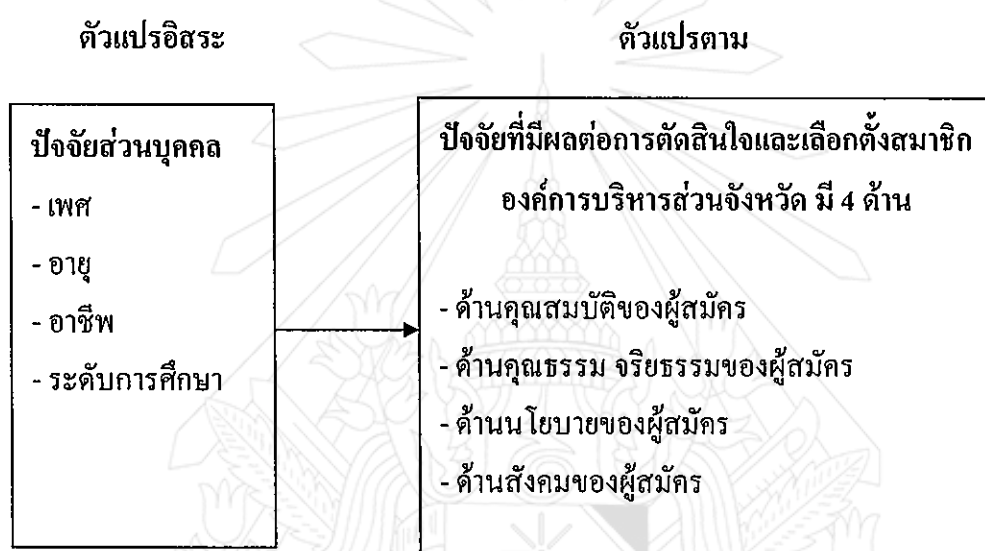 ตัวแปรอิสระ
ตัวแปรตาม
ปัจจัยส่วนบุคคล
- เพศ
- อายุ
- อาชีพ
- ระดับการศึกษา
ปัจจัยที่มีผลต่อการตัดสินใจและเลือกตั้งสมาชิก
องค์การบริหารส่วนจังหวัด มี 4 ด้าน
- ด้านคุณสมบัติของผู้สมัคร
- ด้านคุณธรรม จริยธรรมของผู้สมัคร
- ด้านนโยบายของผู้สมัคร
- ด้านสังคมของผู้สมัคร